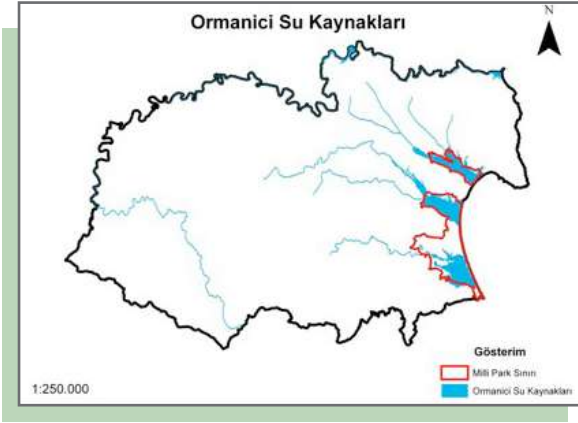 Ormanici Su Kaynakları
N
Gösterim
Milli Park Sınırı
Ormanici Su Kaynakları
1:250.000